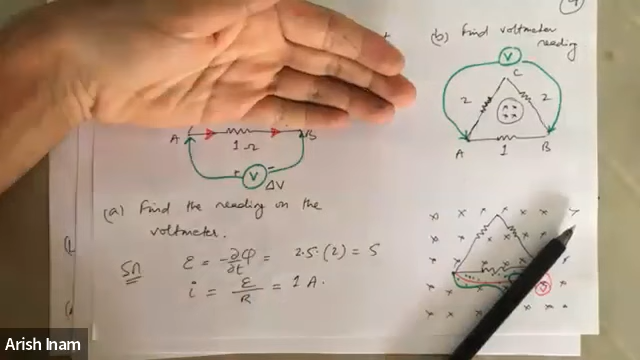 (b) Find voltmeter
reading
V
C
2
2
A
B
1
A
B
1 Ω
+ V -
ΔV
(a) Find the reading on the
voltmeter.
Sol
ε = -∂φ/∂t = 2.5.(2) = 5
i = ε/R = 1 A.
Arish Inam